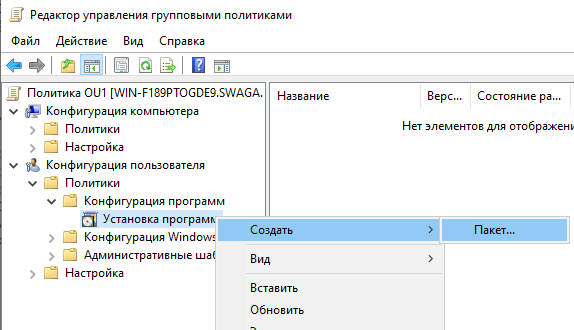 Редактор управления групповыми политиками
Файл Действие Вид Справка
Политика OU1 [WIN-F189PTOGDE9.SWAGA.
Название Верс... Состояние ра...
Конфигурация компьютера
Нет элементов для отображени
Политики
Настройка
Конфигурация пользователя
Политики
Конфигурация программ
Установка програм
Создать Пакет...
Конфигурация Windows
Административные шаб
Вид
Настройка
Вставить
Обновить